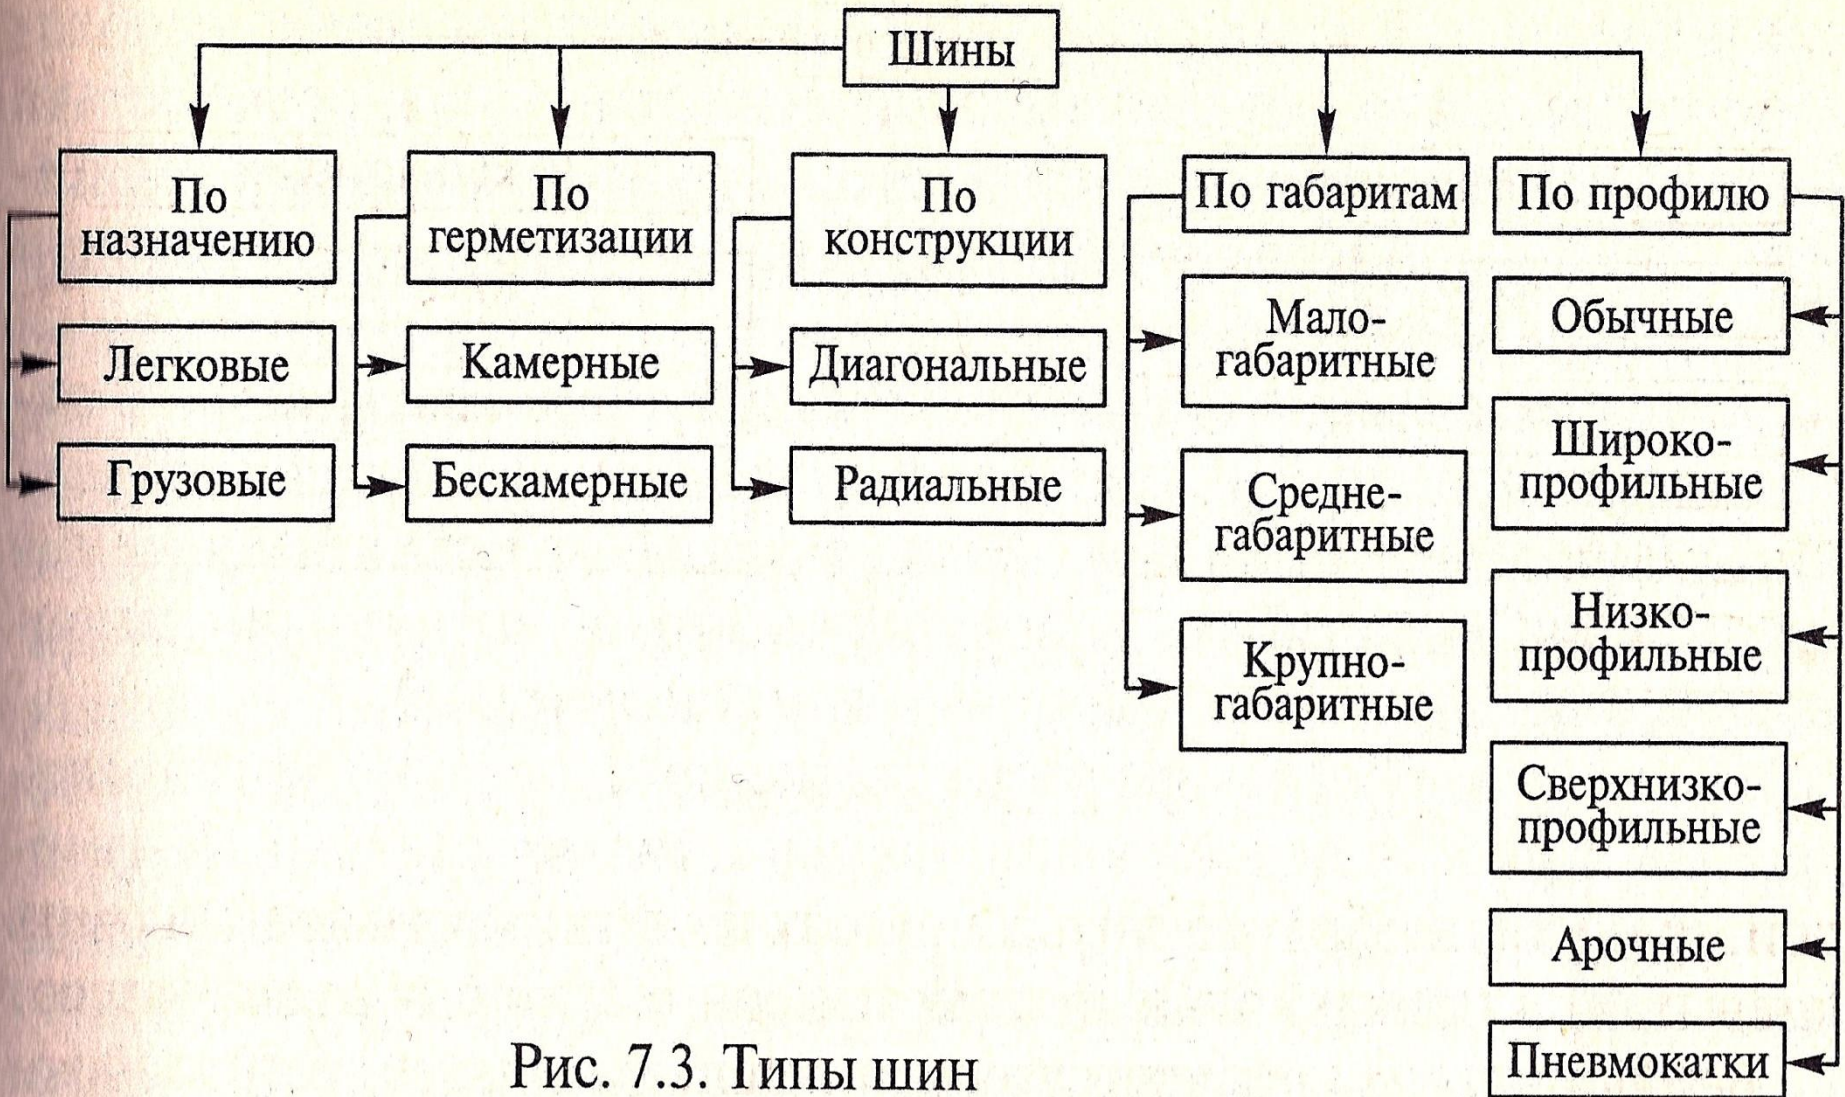 Шины
По
назначению
Легковые
Грузовые
По
герметизации
Камерные
Бескамерные
По
конструкции
Диагональные
Радиальные
По габаритам
Мало-
габаритные
Средне-
габаритные
Крупно-
габаритные
По профилю
Обычные
Широко-
профильные
Низко-
профильные
Сверхнизко-
профильные
Арочные
Пневмокатки
Рис. 7.3. Типы шин